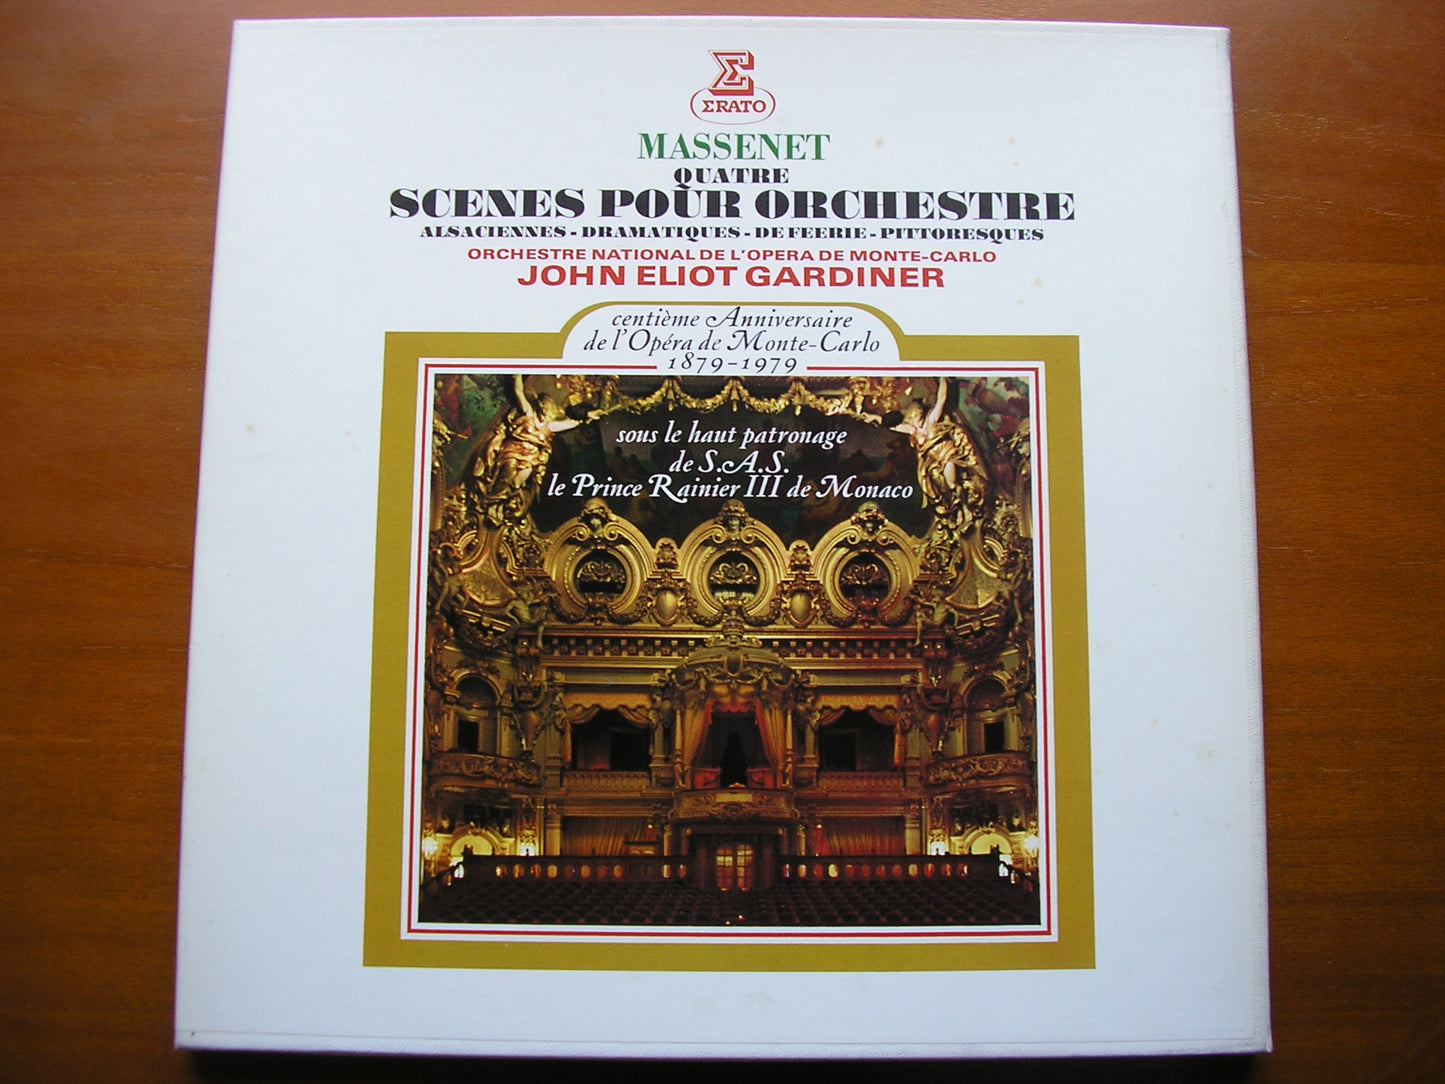 ΣRATO
MASSENET
QUATRE
SCENES POUR ORCHESTRE
ALSACIENNES - DRAMATIQUES - DE FEERIE - PITTORESQUES
ORCHESTRE NATIONAL DE L'OPERA DE MONTE-CARLO
JOHN ELIOT GARDINER
centième Anniversaire
de l'Opéra de Monte-Carlo
1879-1979
sous le haut patronage
de S.A.S.
le Prince Rainier III de Monaco